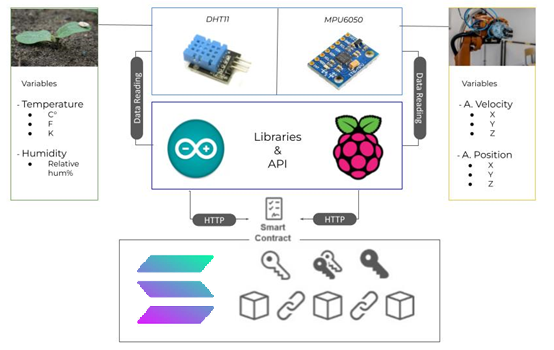 DHT11
MPU6050
Variables
- Temperature
C°
F
K
- Humidity
Relative
hum%
Data Reading
Data Reading
Libraries
&
API
Variables
- A. Velocity
X
Y
Z
- A. Position
X
Y
Z
HTTP
HTTP
Smart
Contract